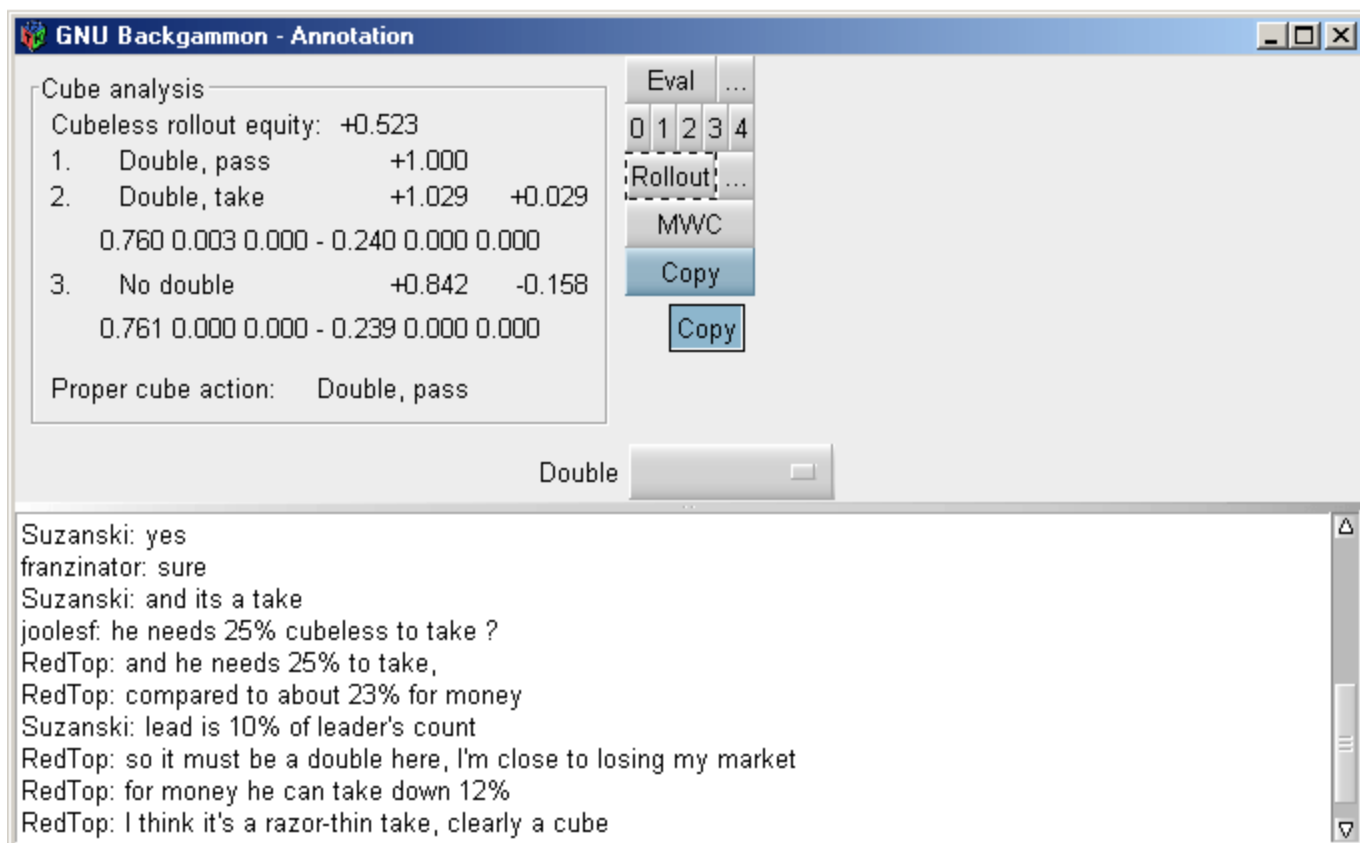 GNU Backgammon - Annotation
Cube analysis
Cubeless rollout equity: +0.523
1. Double, pass +1.000
2. Double, take +1.029 +0.029
0.760 0.003 0.000 - 0.240 0.000 0.000
3. No double +0.842 -0.158
0.761 0.000 0.000 - 0.239 0.000 0.000
Proper cube action: Double, pass
Eval ...
0 1 2 3 4
Rollout ...
MWC
Copy
Copy
Double
Suzanski: yes
franzinator: sure
Suzanski: and its a take
joolesf: he needs 25% cubeless to take ?
RedTop: and he needs 25% to take,
RedTop: compared to about 23% for money
Suzanski: lead is 10% of leader's count
RedTop: so it must be a double here, I'm close to losing my market
RedTop: for money he can take down 12%
RedTop: I think it's a razor-thin take, clearly a cube